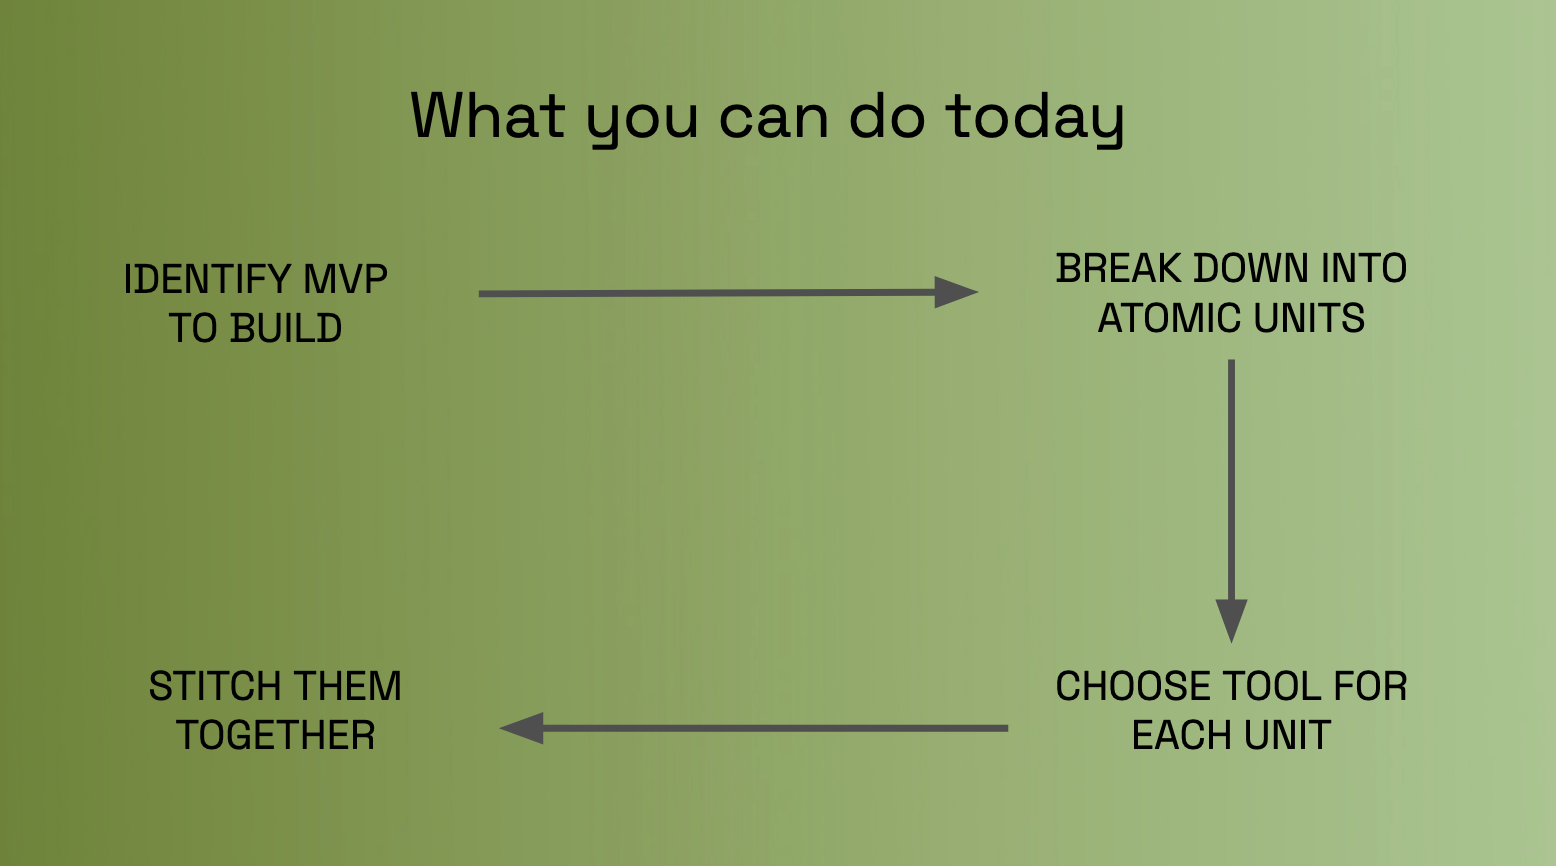 What you can do today
IDENTIFY MVP
TO BUILD
BREAK DOWN INTO
ATOMIC UNITS
CHOOSE TOOL FOR
EACH UNIT
STITCH THEM
TOGETHER